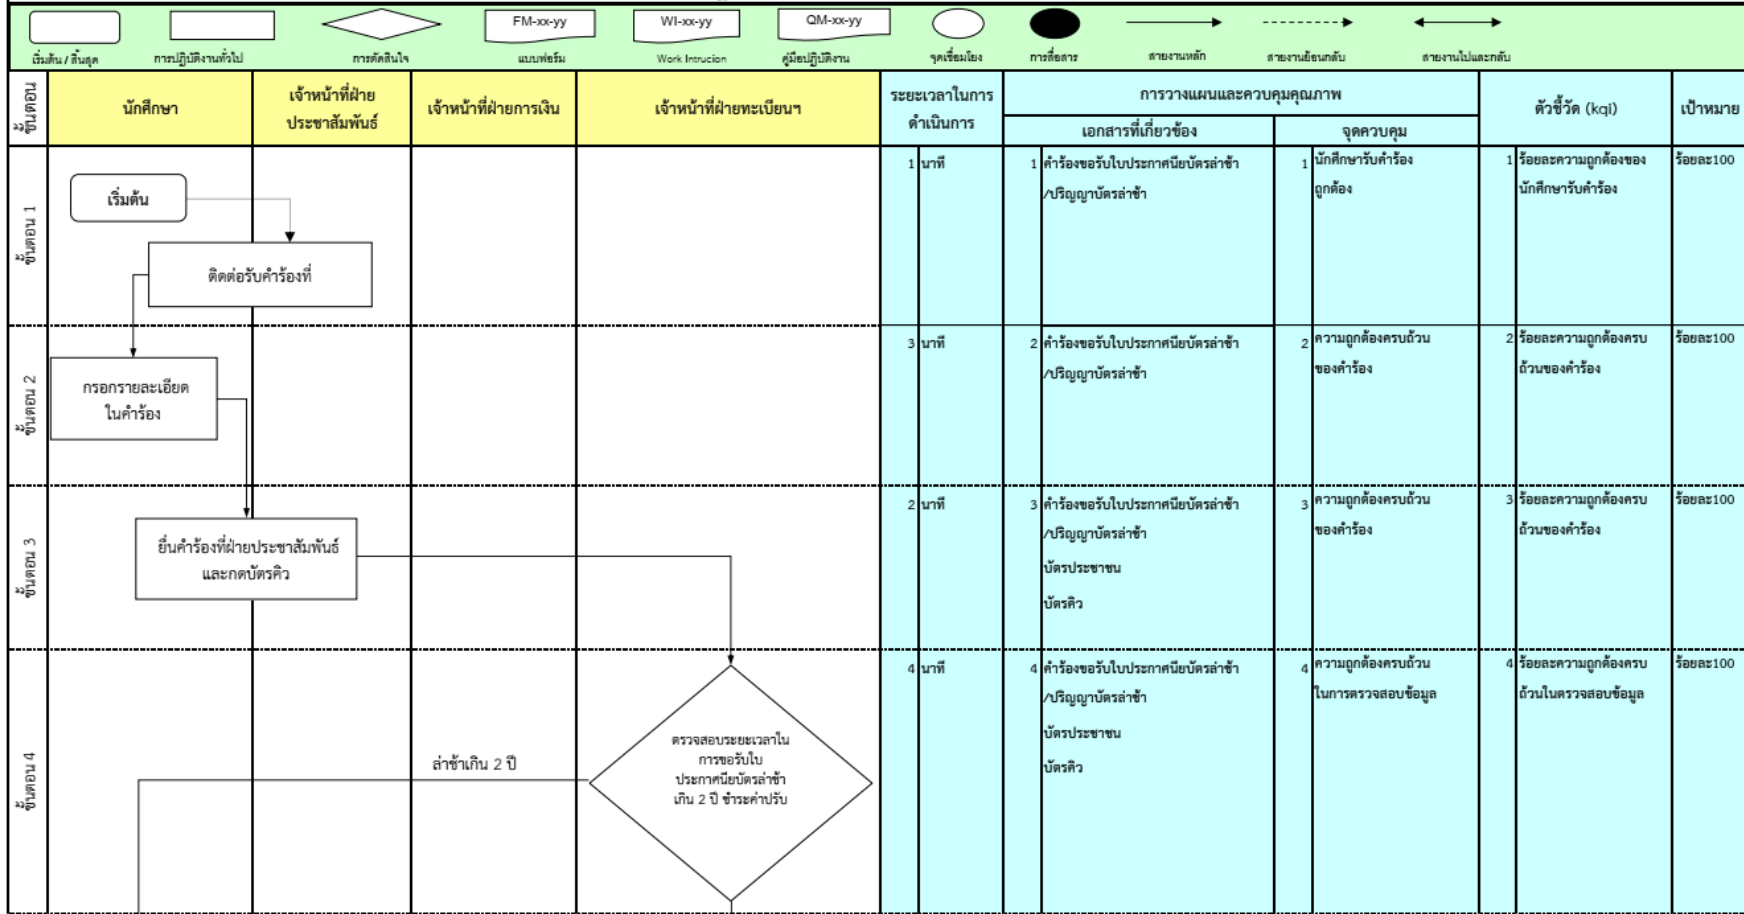 FM-xx-yy
WI-xx-yy
QM-xx-yy
เริ่มต้น / สิ้นสุด
การปฏิบัติงานทั่วไป
การตัดสินใจ
แบบฟอร์ม
Work Intrucion
คู่มือปฏิบัติงาน
จุดเชื่อมโยง
การสื่อสาร
สายงานหลัก
สายงานย้อนกลับ
สายงานไปและกลับ
ขั้นตอน
นักศึกษา
เจ้าหน้าที่ฝ่าย
ประชาสัมพันธ์
เจ้าหน้าที่ฝ่ายการเงิน
เจ้าหน้าที่ฝ่ายทะเบียนฯ
ระยะเวลาในการ
ดำเนินการ
การวางแผนและควบคุมคุณภาพ
เอกสารที่เกี่ยวข้อง
จุดควบคุม
ตัวชี้วัด (kqi)
เป้าหมาย
ขั้นตอน 1
เริ่มต้น
ติดต่อรับคำร้องที่
1 นาที
1 คำร้องขอรับใบประกาศนียบัตรล่าช้า
/ปริญญาบัตรล่าช้า
1 นักศึกษารับคำร้อง
ถูกต้อง
1 ร้อยละความถูกต้องของ
นักศึกษารับคำร้อง
ร้อยละ100
ขั้นตอน 2
กรอกรายละเอียด
ในคำร้อง
3 นาที
2 คำร้องขอรับใบประกาศนียบัตรล่าช้า
/ปริญญาบัตรล่าช้า
2 ความถูกต้องครบถ้วน
ของคำร้อง
2 ร้อยละความถูกต้องครบ
ถ้วนของคำร้อง
ร้อยละ100
ขั้นตอน 3
ยื่นคำร้องที่ฝ่ายประชาสัมพันธ์
และกดบัตรคิว
2 นาที
3 คำร้องขอรับใบประกาศนียบัตรล่าช้า
/ปริญญาบัตรล่าช้า
บัตรประชาชน
บัตรคิว
3 ความถูกต้องครบถ้วน
ของคำร้อง
3 ร้อยละความถูกต้องครบ
ถ้วนของคำร้อง
ร้อยละ100
ขั้นตอน 4
ล่าช้าเกิน 2 ปี
ตรวจสอบระยะเวลาใน
การขอรับใบ
ประกาศนียบัตรล่าช้า
เกิน 2 ปี ชำระค่าปรับ
4 นาที
4 คำร้องขอรับใบประกาศนียบัตรล่าช้า
/ปริญญาบัตรล่าช้า
บัตรประชาชน
บัตรคิว
4 ความถูกต้องครบถ้วน
ในการตรวจสอบข้อมูล
4 ร้อยละความถูกต้องครบ
ถ้วนในตรวจสอบข้อมูล
ร้อยละ100